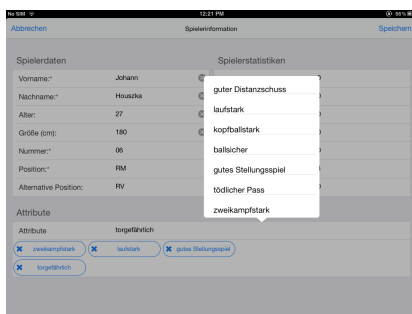 No SIM 12:21 PM 96%
Abbrechen Spielerinformation Speichern
Spielerdaten Spielerstatistiken
Vorname:* Johann
Nachname:* Houszka
Alter: 27
Größe (cm): 180
Nummer:* 06
Position:* RM
Alternative Position: RV
guter Distanzschuss
laufstark
kopfballstark
ballsicher
gutes Stellungsspiel
tödlicher Pass
zweikampfstark
Attribute
Attribute torgefährlich
zweikampfstark laufstark gutes Stellungsspiel
torgefährlich